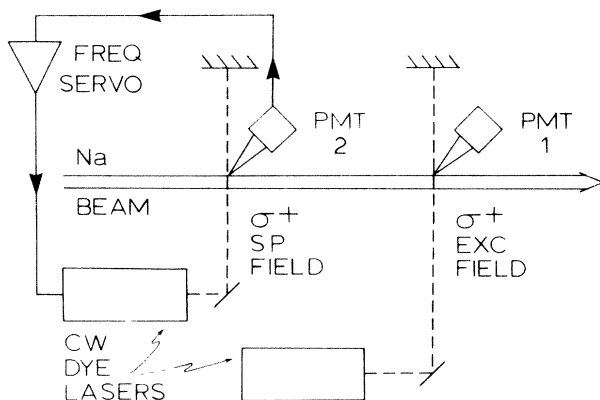 FREQ
SERVO
PMT
2
PMT
1
Na
BEAM
σ+
SP
FIELD
σ+
EXC
FIELD
CW
DYE
LASERS